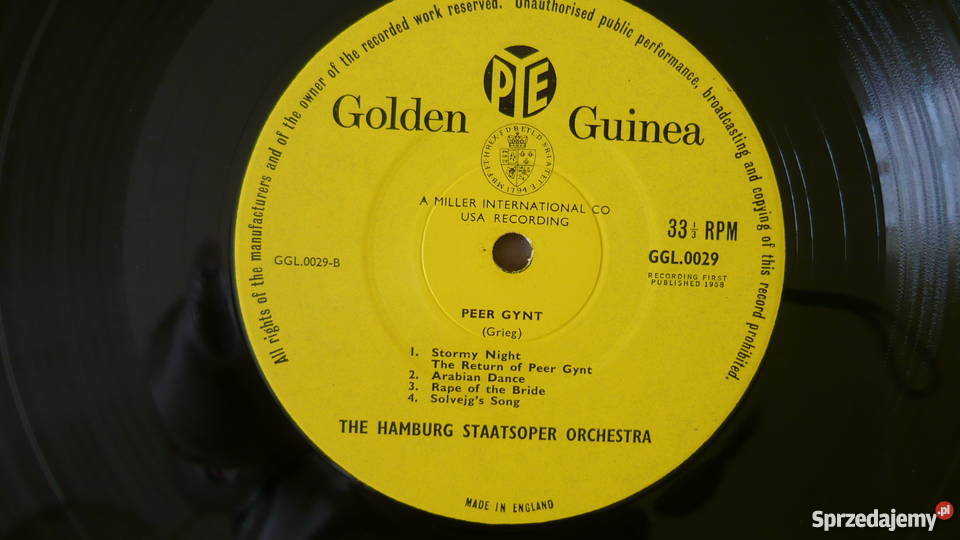 All rights of the manufacturers and of the owner of the recorded work reserved. Unauthorised public performance, broadcasting and copying of this record prohibited.
PYE
Golden Guinea
A MILLER INTERNATIONAL CO
USA RECORDING
33 1/3 RPM
GGL.0029
RECORDING FIRST
PUBLISHED 1958
GGL.0029-B
PEER GYNT
(Grieg)
1. Stormy Night
The Return of Peer Gynt
2. Arabian Dance
3. Rape of the Bride
4. Solvejg's Song
THE HAMBURG STAATSOPER ORCHESTRA
MADE IN ENGLAND
Sprzedajemy.pl